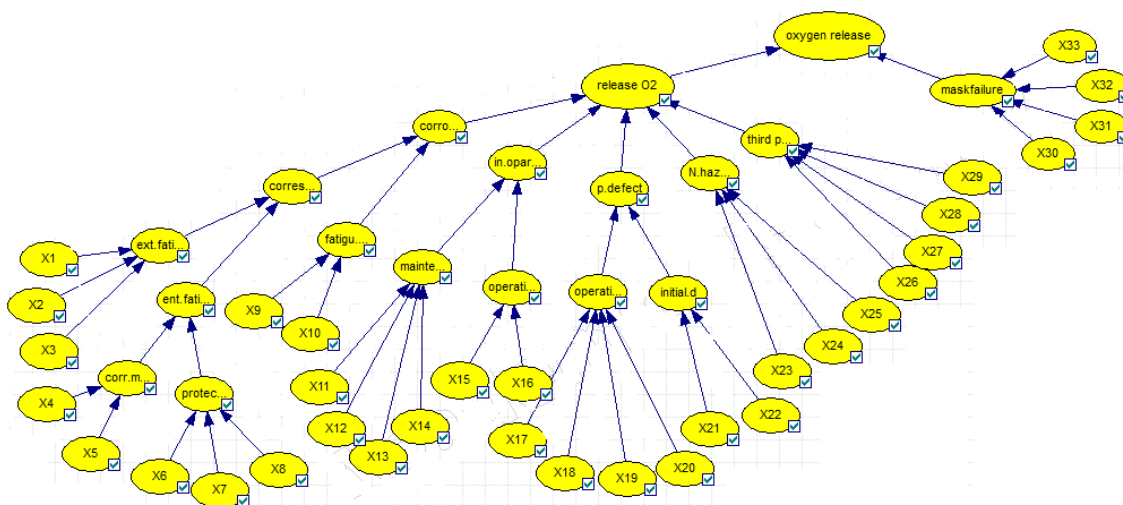 oxygen release
X33
release O2
maskfailure
X32
corro...
X31
third p...
X30
in.opar...
N.haz...
X29
corres...
p.defect
X28
ext.fati...
fatigu....
X27
X1
mainte...
X26
X2
ent.fati...
operati...
operati...
initial.d
X9
X25
X10
X24
X3
corr.m...
X11
X15
X16
X23
X4
protec...
X12
X14
X22
X5
X13
X17
X21
X6
X8
X18
X19
X20
X7